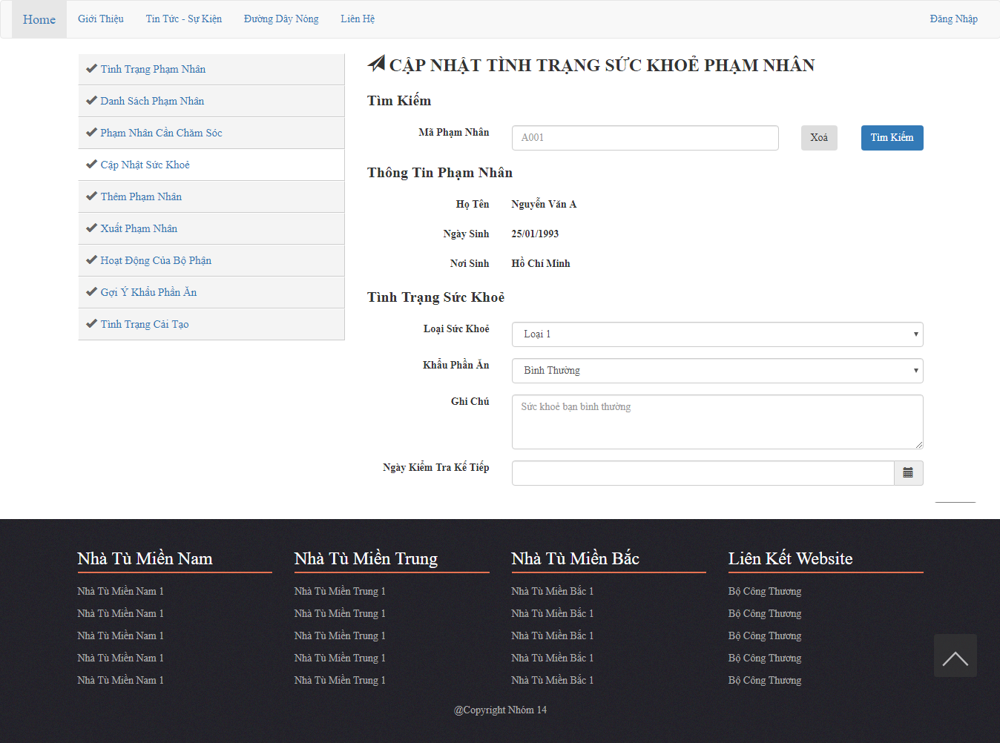 Home Giới Thiệu Tin Tức - Sự Kiện Đường Dây Nóng Liên Hệ Đăng Nhập
Tình Trạng Phạm Nhân
Danh Sách Phạm Nhân
Phạm Nhân Cần Chăm Sóc
Cập Nhật Sức Khoẻ
Thêm Phạm Nhân
Xuất Phạm Nhân
Hoạt Động Của Bộ Phận
Gợi Ý Khẩu Phần Ăn
Tình Trạng Cải Tạo
CẬP NHẬT TÌNH TRẠNG SỨC KHOẺ PHẠM NHÂN
Tìm Kiếm
Mã Phạm Nhân A001 Xoá Tìm Kiếm
Thông Tin Phạm Nhân
Họ Tên Nguyễn Văn A
Ngày Sinh 25/01/1993
Nơi Sinh Hồ Chí Minh
Tình Trạng Sức Khoẻ
Loại Sức Khoẻ Loại 1
Khẩu Phần Ăn Bình Thường
Ghi Chú Sức khoẻ bạn bình thường
Ngày Kiểm Tra Kế Tiếp
Nhà Tù Miền Nam Nhà Tù Miền Trung Nhà Tù Miền Bắc Liên Kết Website
Nhà Tù Miền Nam 1 Nhà Tù Miền Trung 1 Nhà Tù Miền Bắc 1 Bộ Công Thương
Nhà Tù Miền Nam 1 Nhà Tù Miền Trung 1 Nhà Tù Miền Bắc 1 Bộ Công Thương
Nhà Tù Miền Nam 1 Nhà Tù Miền Trung 1 Nhà Tù Miền Bắc 1 Bộ Công Thương
Nhà Tù Miền Nam 1 Nhà Tù Miền Trung 1 Nhà Tù Miền Bắc 1 Bộ Công Thương
Nhà Tù Miền Nam 1 Nhà Tù Miền Trung 1 Nhà Tù Miền Bắc 1 Bộ Công Thương
@Copyright Nhóm 14